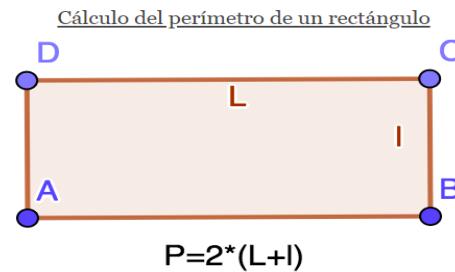 Cálculo del perímetro de un rectángulo
D C
L
l
A B
P=2*(L+l)